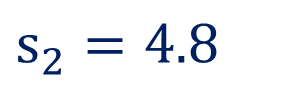 s₂ = 4.8